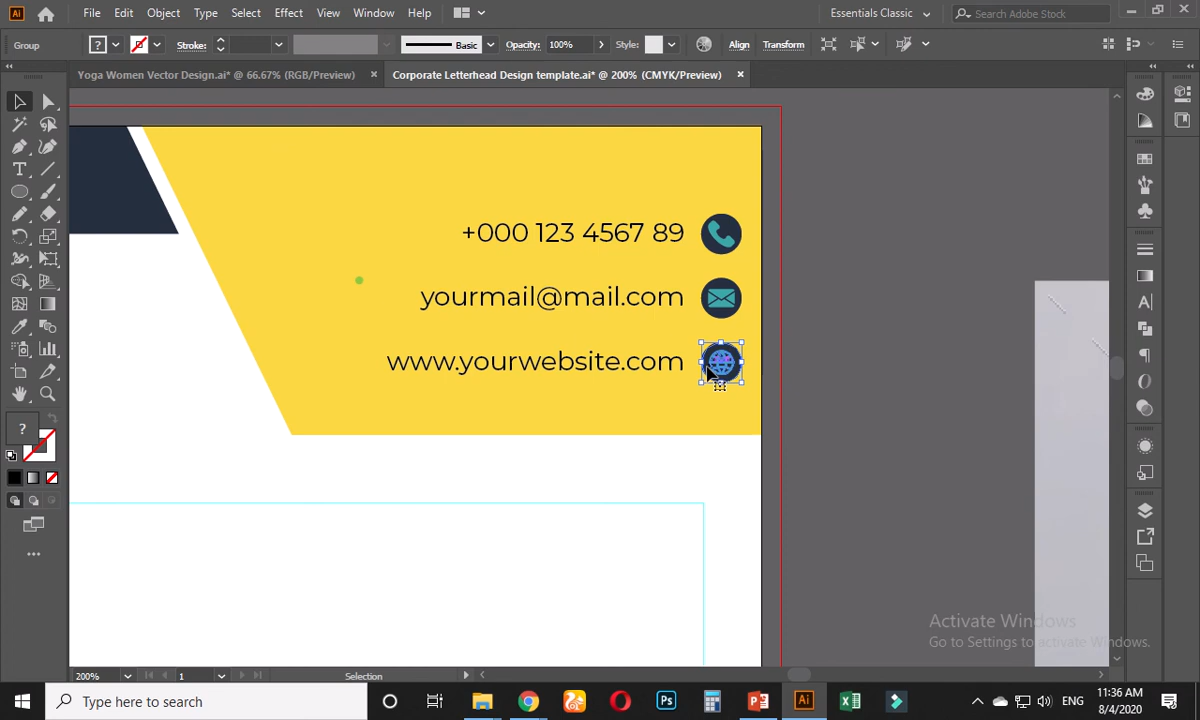 Ai File Edit Object Type Select Effect View Window Help Essentials Classic Search Adobe Stock
Group ? Stroke: Basic Opacity: 100% Style: Align Transform
Yoga Women Vector Design.ai* @ 66.67% (RGB/Preview) × Corporate Letterhead Design template.ai* @ 200% (CMYK/Preview) ×
+000 123 4567 89
yourmail@mail.com
www.yourwebsite.com
?
Activate Windows
Go to Settings to activate Windows.
200% 1 Selection
Type here to search Ps Ai ENG 11:36 AM
8/4/2020